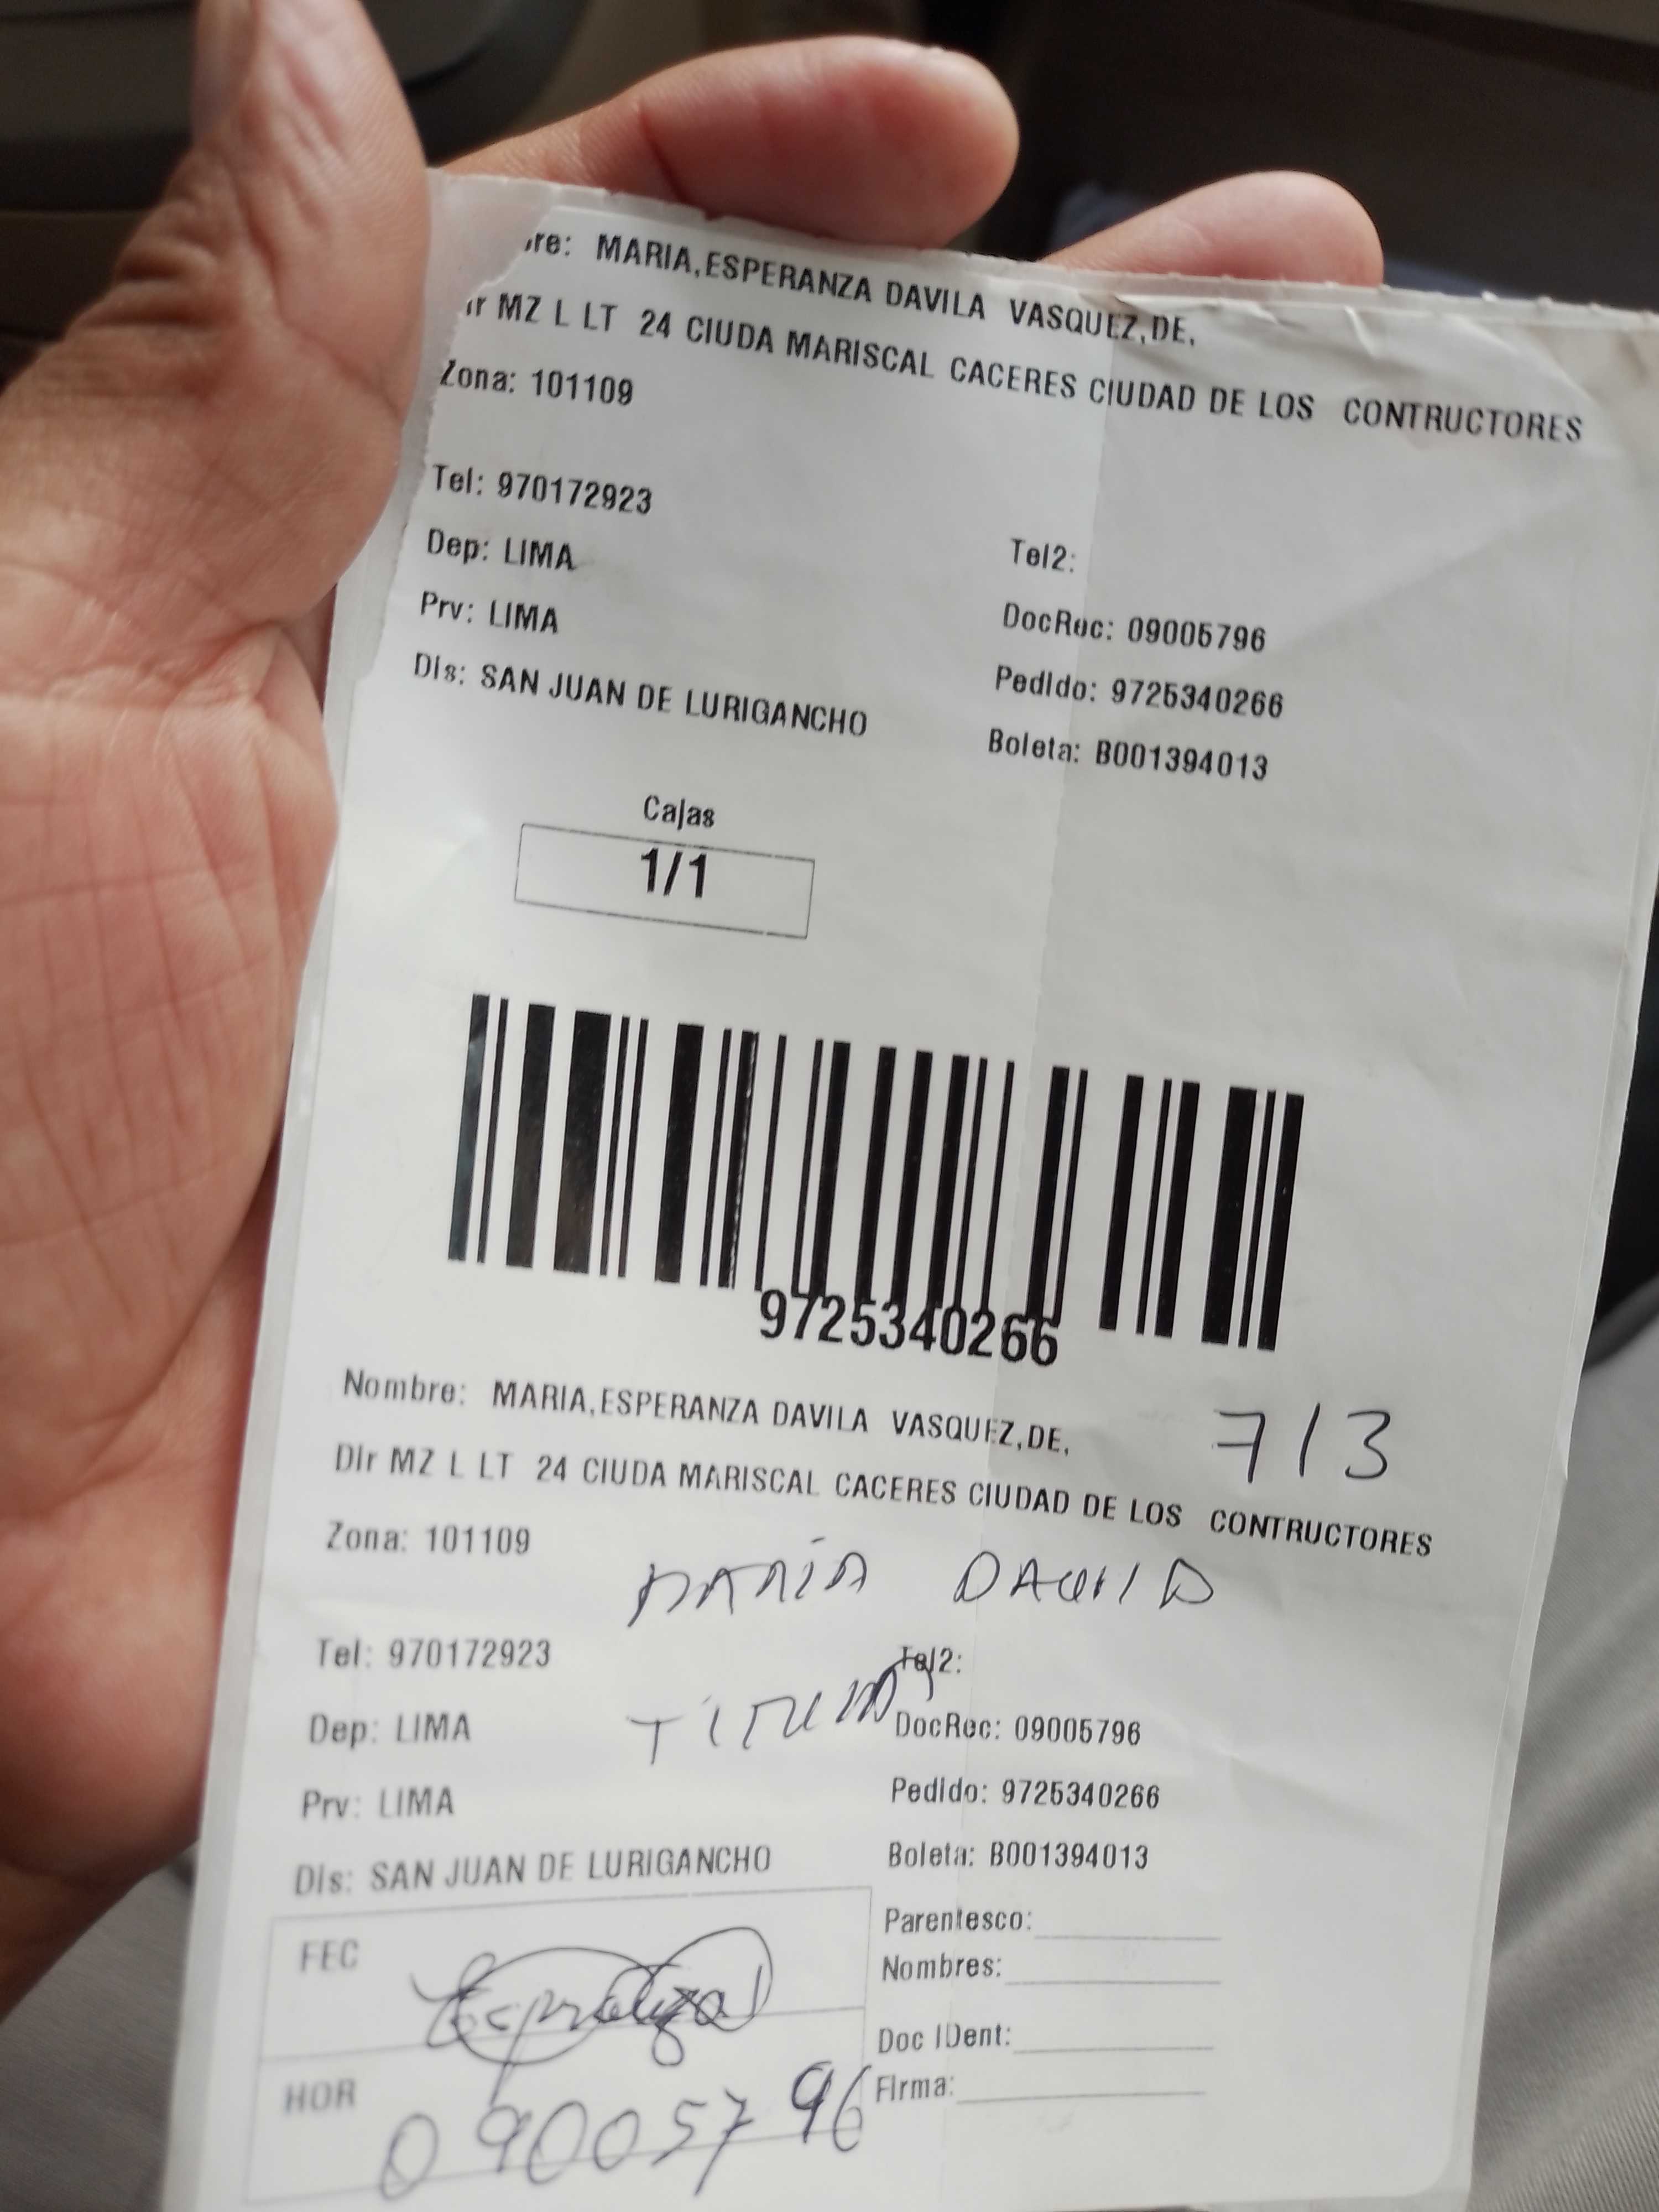 re: MARIA,ESPERANZA DAVILA VASQUEZ,DE,
Ir MZ L LT 24 CIUDA MARISCAL CACERES CIUDAD DE LOS CONTRUCTORES
Zona: 101109
Tel: 970172923
Tel2:
Dep: LIMA
DocRec: 09005796
Prv: LIMA
Pedido: 9725340266
Dis: SAN JUAN DE LURIGANCHO
Boleta: B001394013
Cajas
1/1
9725340266
Nombre: MARIA,ESPERANZA DAVILA VASQUEZ,DE,
7/3
Dir MZ L LT 24 CIUDA MARISCAL CACERES CIUDAD DE LOS CONTRUCTORES
Zona: 101109
MARÍA DAVILA
Tel: 970172923
Tel2:
Dep: LIMA
DocRec: 09005796
Prv: LIMA
Pedido: 9725340266
Dis: SAN JUAN DE LURIGANCHO
Boleta: B001394013
FEC
Parentesco:
Nombres:
Doc IDent:
HOR
Firma:
09005796